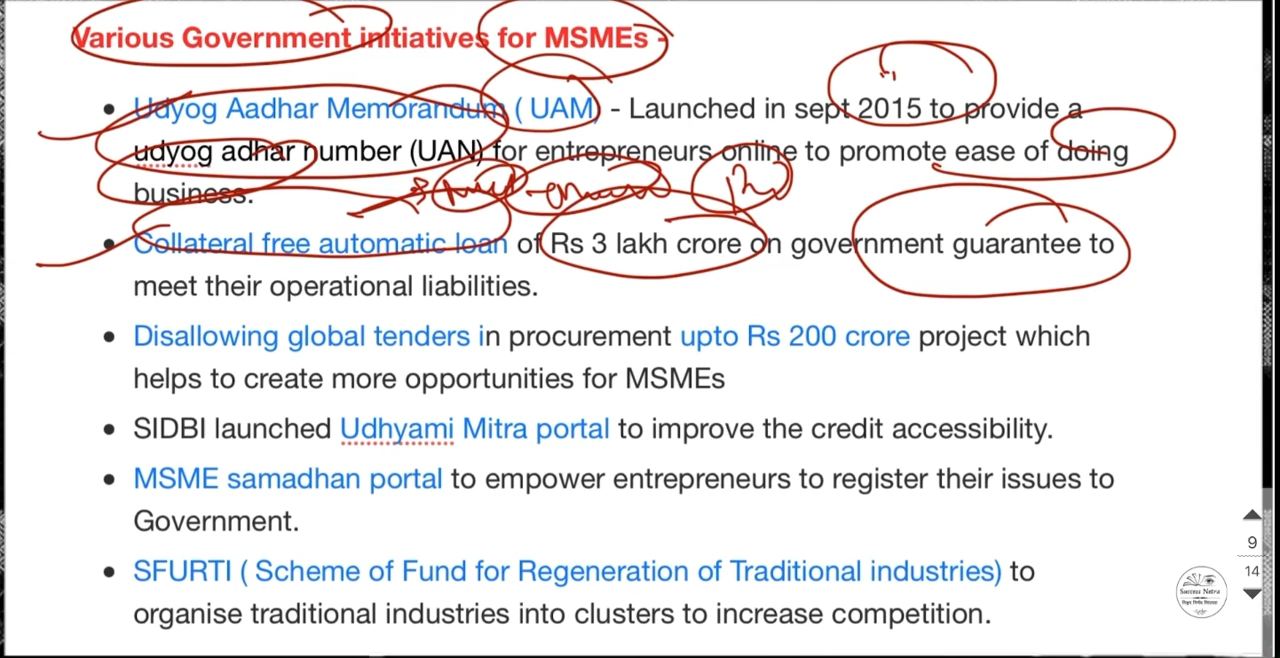 Various Government initiatives for MSMEs -
• Udyog Aadhar Memorandum ( UAM) - Launched in sept 2015 to provide a
udyog adhar number (UAN) for entrepreneurs online to promote ease of doing
business.
• Collateral free automatic loan of Rs 3 lakh crore on government guarantee to
meet their operational liabilities.
• Disallowing global tenders in procurement upto Rs 200 crore project which
helps to create more opportunities for MSMEs
• SIDBI launched Udhyami Mitra portal to improve the credit accessibility.
• MSME samadhan portal to empower entrepreneurs to register their issues to
Government.
9
• SFURTI ( Scheme of Fund for Regeneration of Traditional industries) to
14
organise traditional industries into clusters to increase competition.
Success Notra